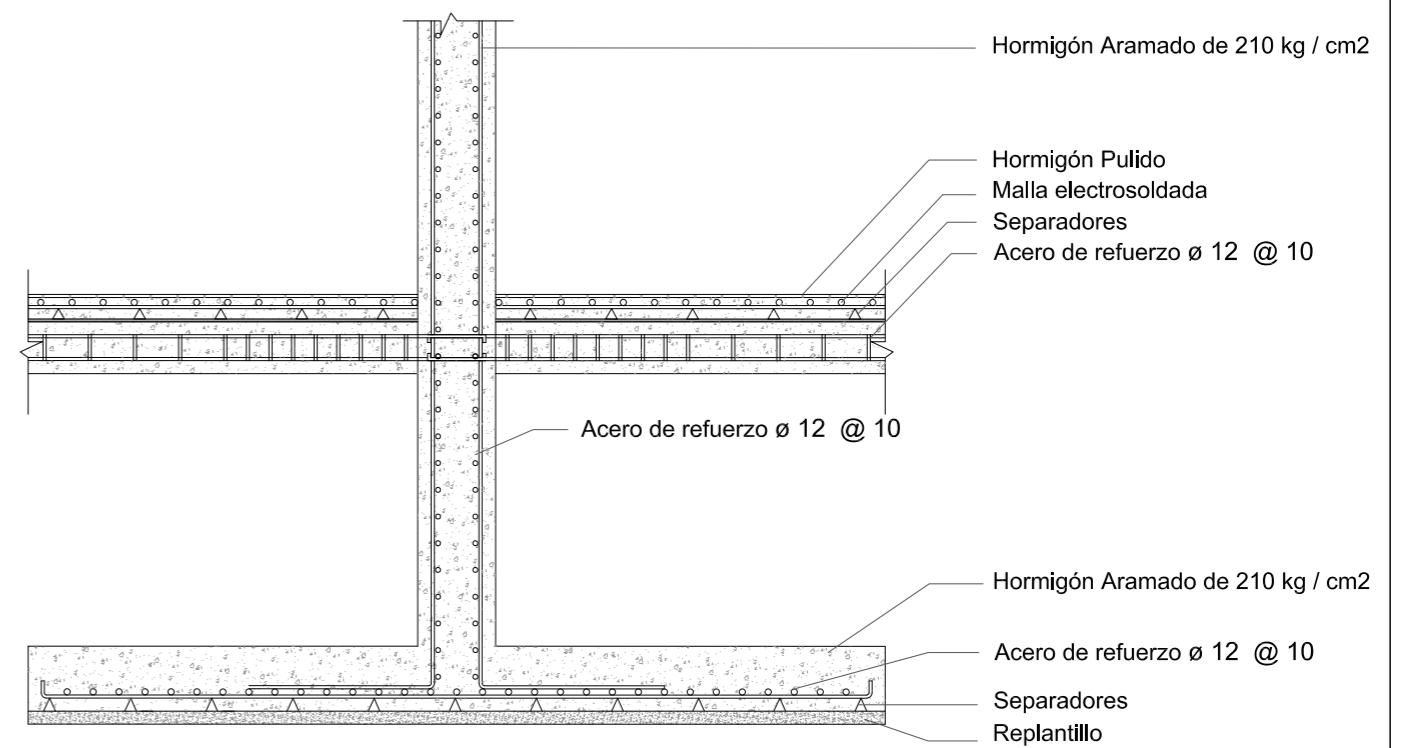 Hormigón Aramado de 210 kg / cm2
Hormigón Pulido
Malla electrosoldada
Separadores
Acero de refuerzo ø 12 @ 10
Acero de refuerzo ø 12 @ 10
Hormigón Aramado de 210 kg / cm2
Acero de refuerzo ø 12 @ 10
Separadores
Replantillo